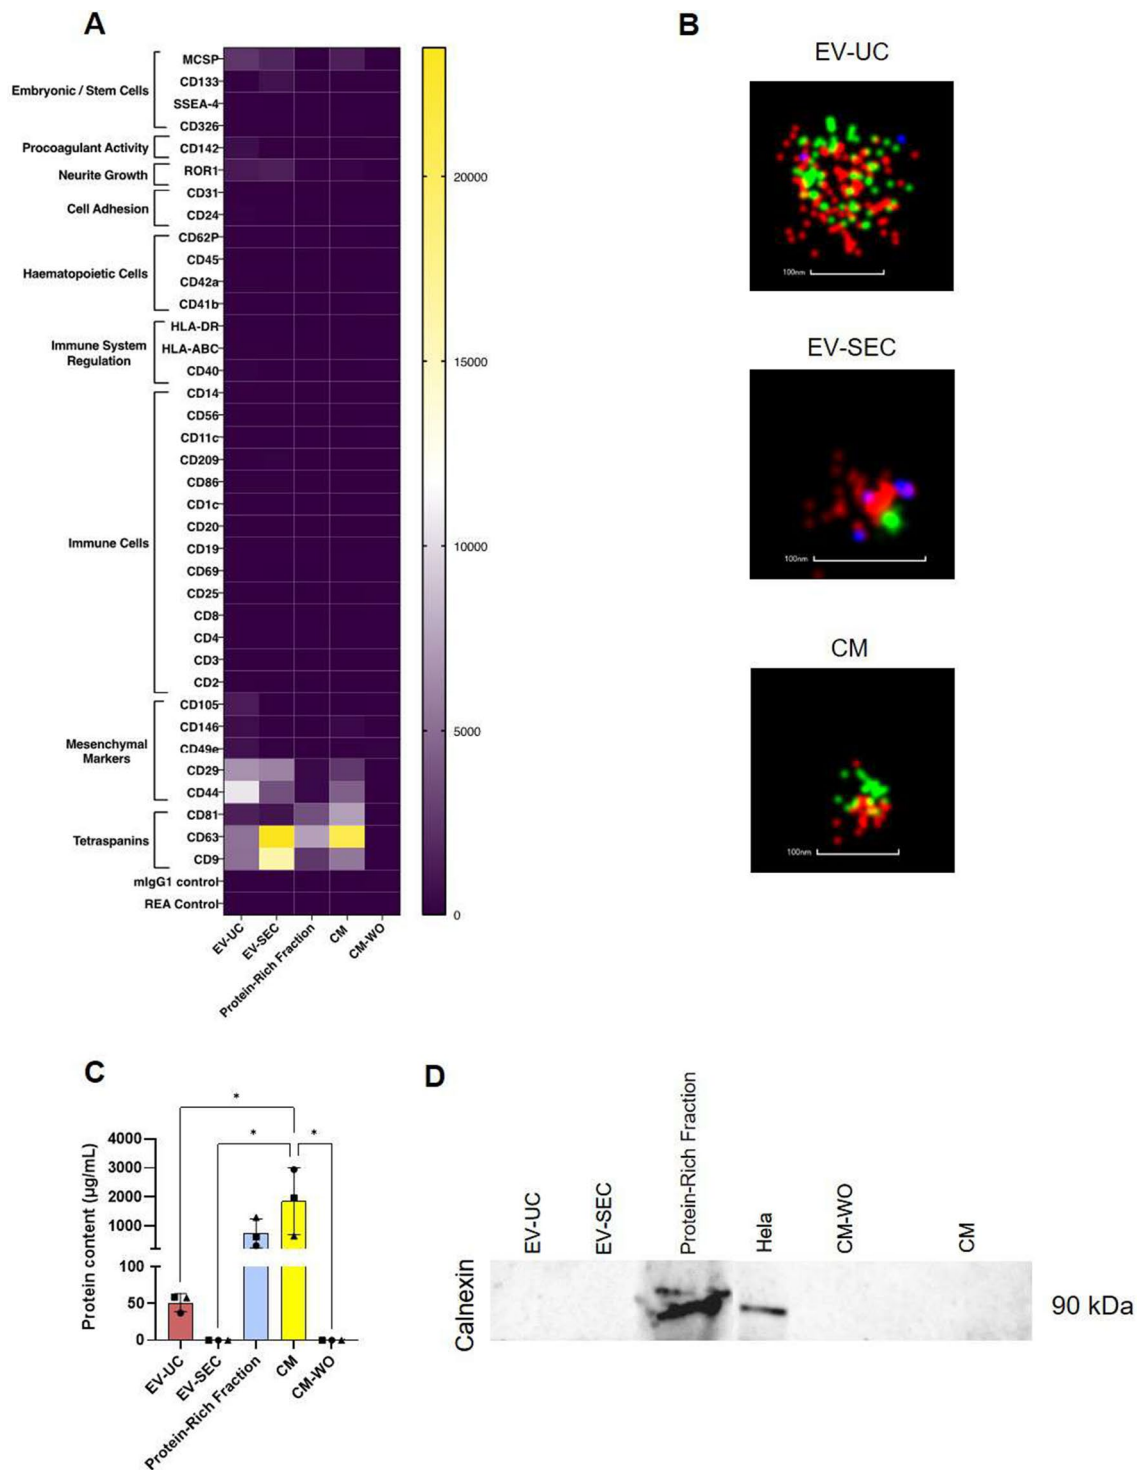 A
Embryonic / Stem Cells
MCSP
CD133
SSEA-4
CD326
Procoagulant Activity
CD142
Neurite Growth
ROR1
Cell Adhesion
CD31
CD24
Haematopoietic Cells
CD62P
CD45
CD42a
CD41b
Immune System
Regulation
HLA-DR
HLA-ABC
CD40
Immune Cells
CD14
CD56
CD11c
CD209
CD86
CD1c
CD20
CD19
CD69
CD25
CD8
CD4
CD3
CD2
Mesenchymal
Markers
CD105
CD146
CD49e
CD29
CD44
Tetraspanins
CD81
CD63
CD9
mIgG1 control
REA Control
EV-UC
EV-SEC
Protein-Rich Fraction
CM
CM-WO
20000
15000
10000
5000
0
B
EV-UC
100nm
EV-SEC
100nm
CM
100nm
C
Protein content (µg/mL)
4000
3000
2000
1000
100
50
0
*
*
*
EV-UC
EV-SEC
Protein-Rich Fraction
CM
CM-WO
D
EV-UC
EV-SEC
Protein-Rich Fraction
Hela
CM-WO
CM
Calnexin
90 kDa